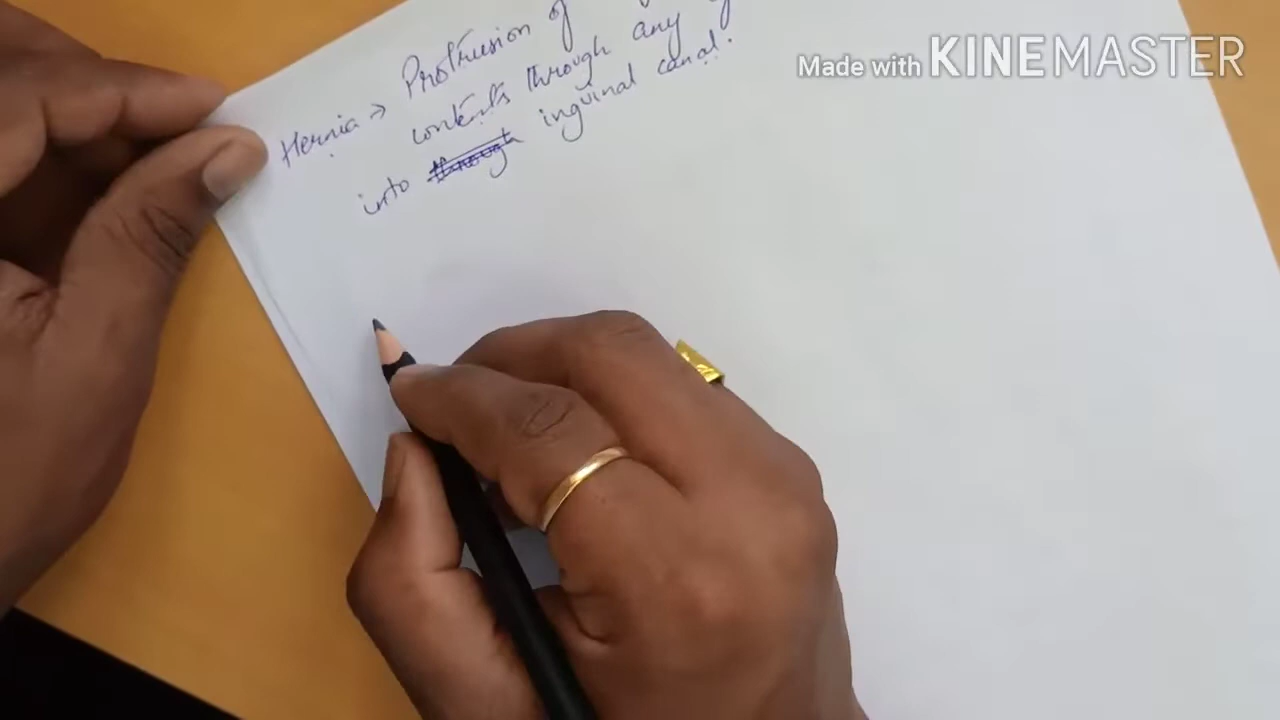 Hernia → Protrusion of
contents through any
into inguinal canal.
Made with KINEMASTER